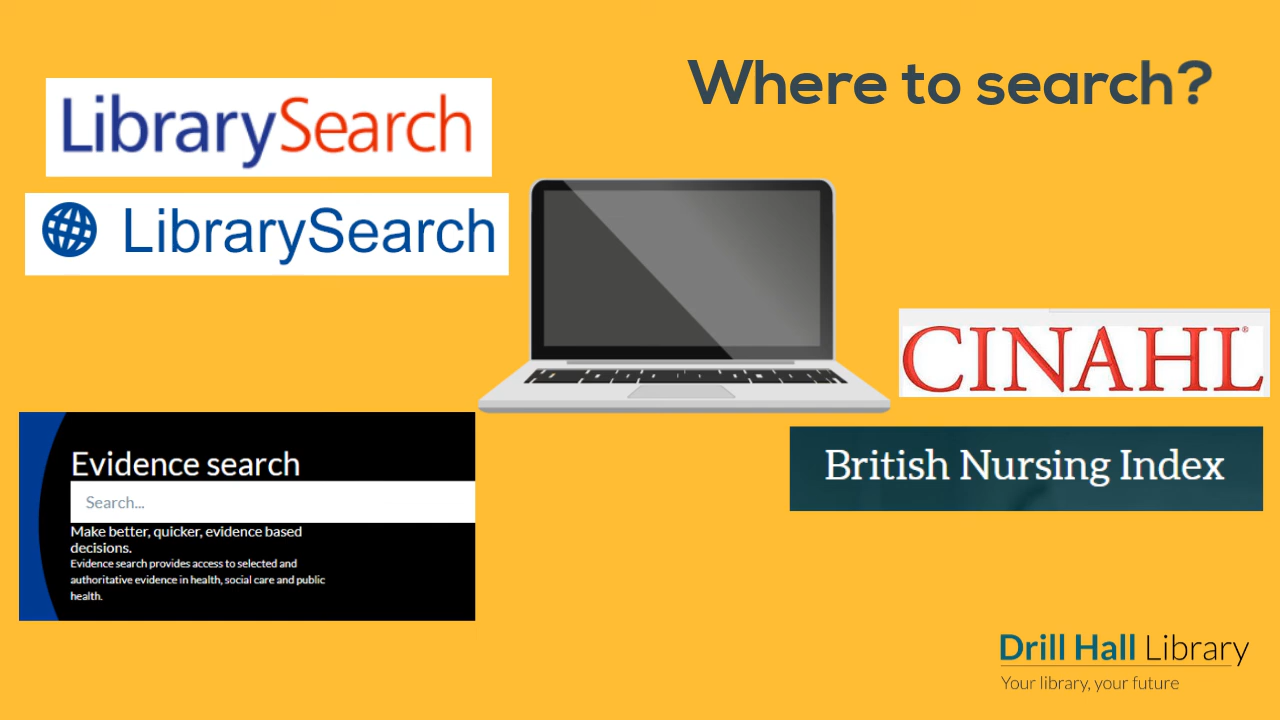 Where to search?
LibrarySearch
LibrarySearch
CINAHL®
British Nursing Index
Evidence search
Search...
Make better, quicker, evidence based
decisions.
Evidence search provides access to selected and
authoritative evidence in health, social care and public
health.
Drill Hall Library
Your library, your future